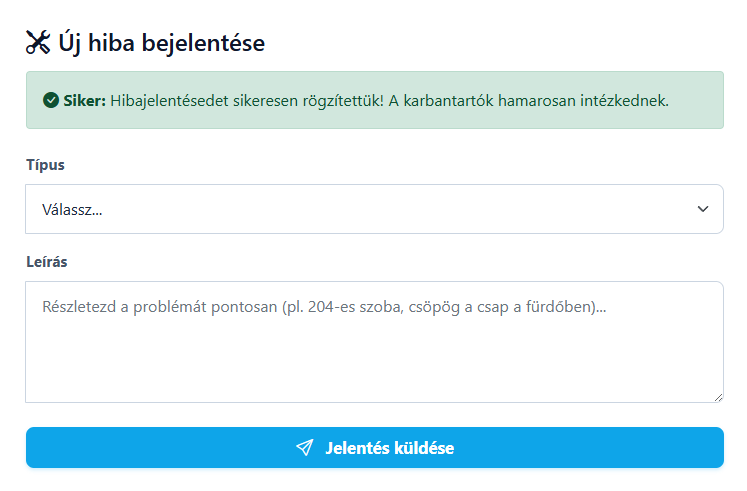 Új hiba bejelentése
Siker: Hibajelentésedet sikeresen rögzítettük! A karbantartók hamarosan intézkednek.
Típus
Válassz...
Leírás
Részletezd a problémát pontosan (pl. 204-es szoba, csöpög a csap a fürdőben)...
Jelentés küldése